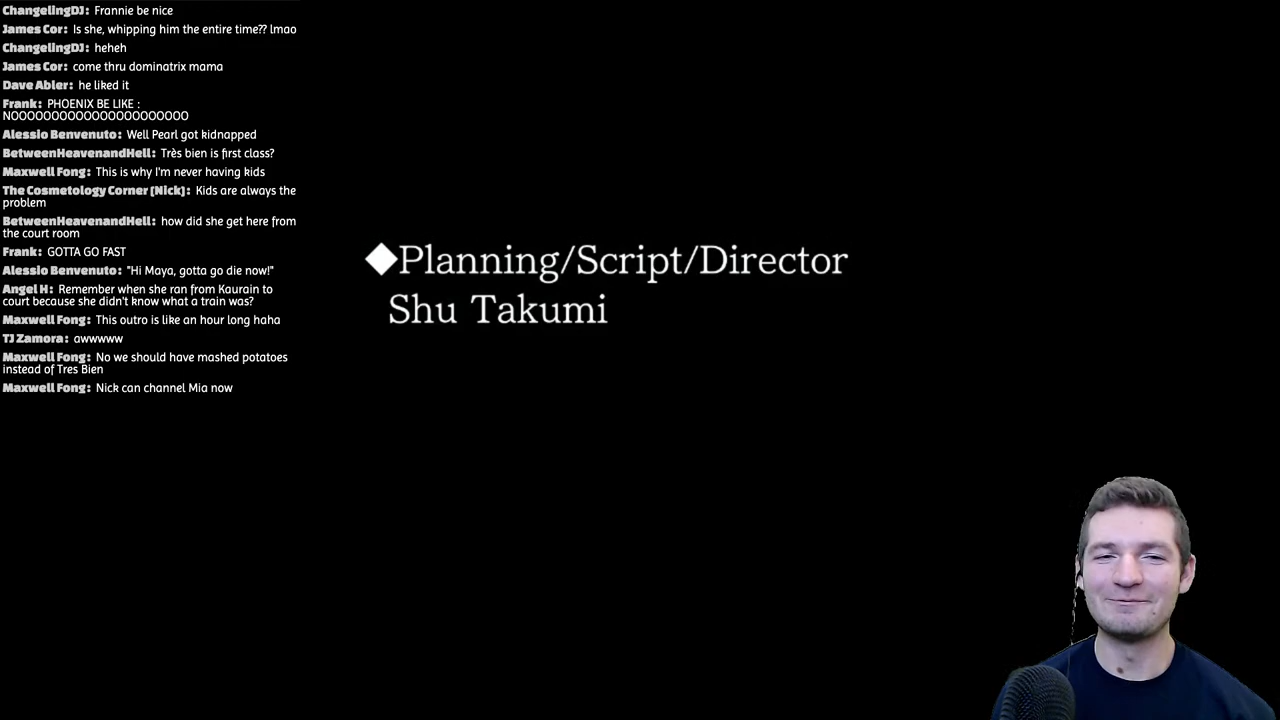 ChangelingDJ: Frannie be nice
James Cor: Is she, whipping him the entire time?? lmao
ChangelingDJ: heheh
James Cor: come thru dominatrix mama
Dave Abler: he liked it
Frank: PHOENIX BE LIKE :
NOOOOOOOOOOOOOOOOOOOOOOO
Alessio Benvenuto: Well Pearl got kidnapped
BetweenHeavenandHell: Très bien is first class?
Maxwell Fong: This is why I'm never having kids
The Cosmetology Corner (Nick): Kids are always the
problem
BetweenHeavenandHell: how did she get here from
the court room
Frank: GOTTA GO FAST
Alessio Benvenuto: "Hi Maya, gotta go die now!"
Angel H: Remember when she ran from Kaurain to
court because she didn't know what a train was?
Maxwell Fong: This outro is like an hour long haha
TJ Zamora: awwwww
Maxwell Fong: No we should have mashed potatoes
instead of Tres Bien
Maxwell Fong: Nick can channel Mia now
◆Planning/Script/Director
Shu Takumi